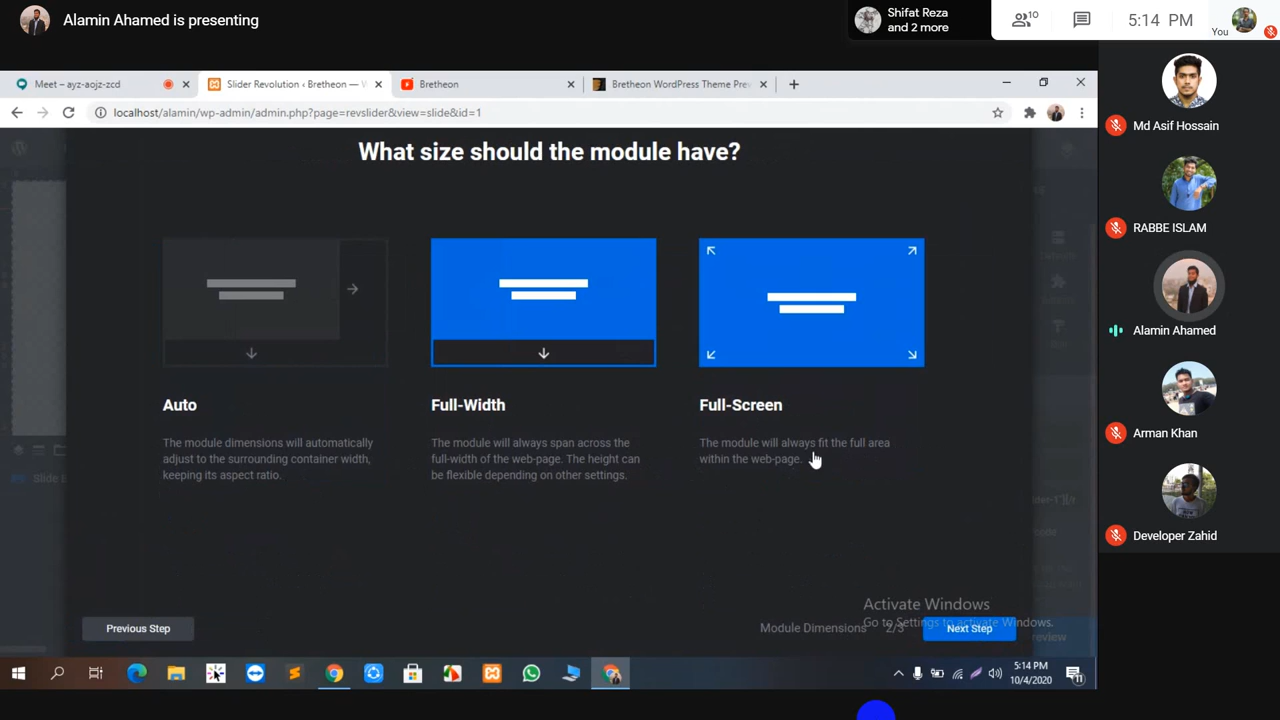 Alamin Ahamed is presenting
Shifat Reza
and 2 more
10
5:14 PM
You
Meet – ayz-aojz-zcd
Slider Revolution ‹ Bretheon — W
Bretheon
Bretheon WordPress Theme Prev
localhost/alamin/wp-admin/admin.php?page=revslider&view=slide&id=1
What size should the module have?
Auto
The module dimensions will automatically
adjust to the surrounding container width,
keeping its aspect ratio.
Full-Width
The module will always span across the
full-width of the web-page. The height can
be flexible depending on other settings.
Full-Screen
The module will always fit the full area
within the web-page.
Previous Step
Module Dimensions 2/3
Next Step
Activate Windows
Go to Settings to activate Windows.
5:14 PM
10/4/2020
11
Md Asif Hossain
RABBE ISLAM
Alamin Ahamed
Arman Khan
Developer Zahid